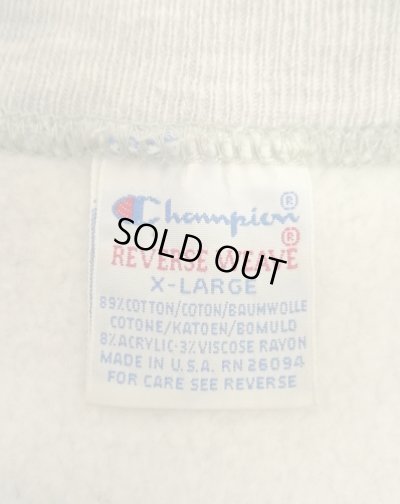 Champion®
SOLD OUT
REVERSE WEAVE®
X-LARGE
89% COTTON/COTON/BAUMWOLLE
COTONE/KATOEN/BOMULD
8% ACRYLIC·3% VISCOSE RAYON
MADE IN U.S.A. RN 26094
FOR CARE SEE REVERSE